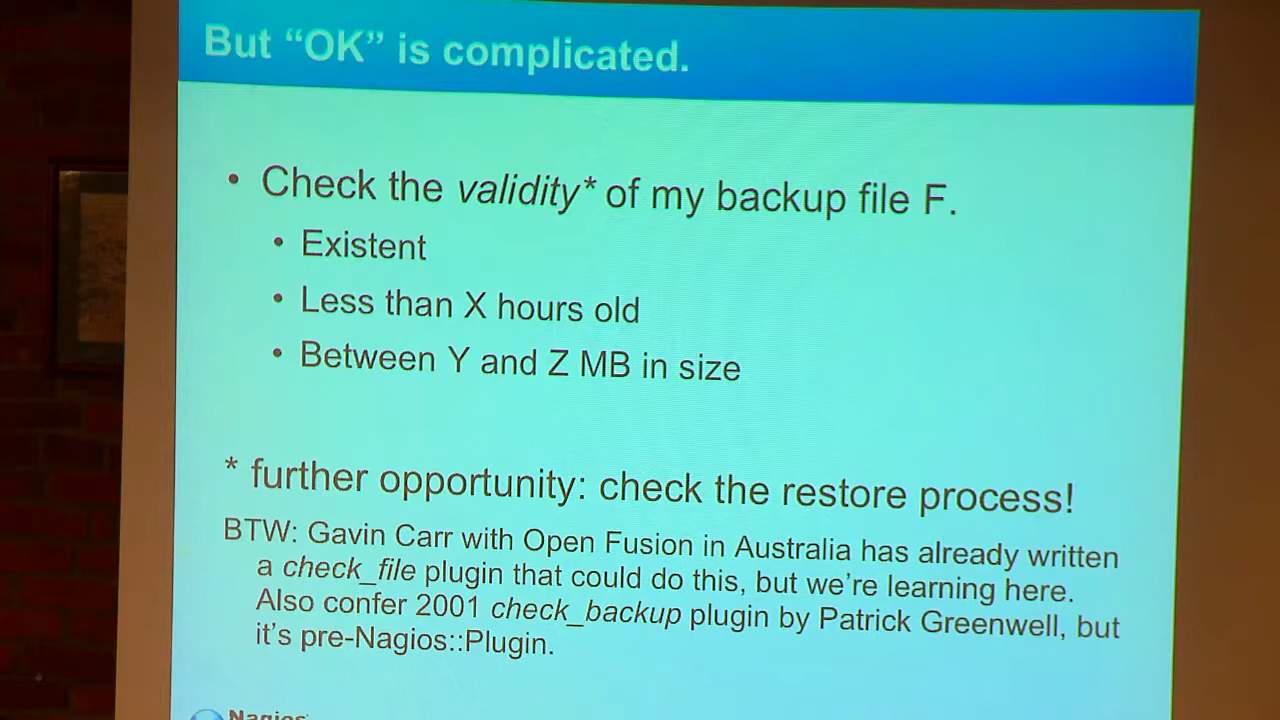 But “OK” is complicated.
• Check the validity* of my backup file F.
• Existent
• Less than X hours old
• Between Y and Z MB in size
* further opportunity: check the restore process!
BTW: Gavin Carr with Open Fusion in Australia has already written
a check_file plugin that could do this, but we’re learning here.
Also confer 2001 check_backup plugin by Patrick Greenwell, but
it’s pre-Nagios::Plugin.
Nagios